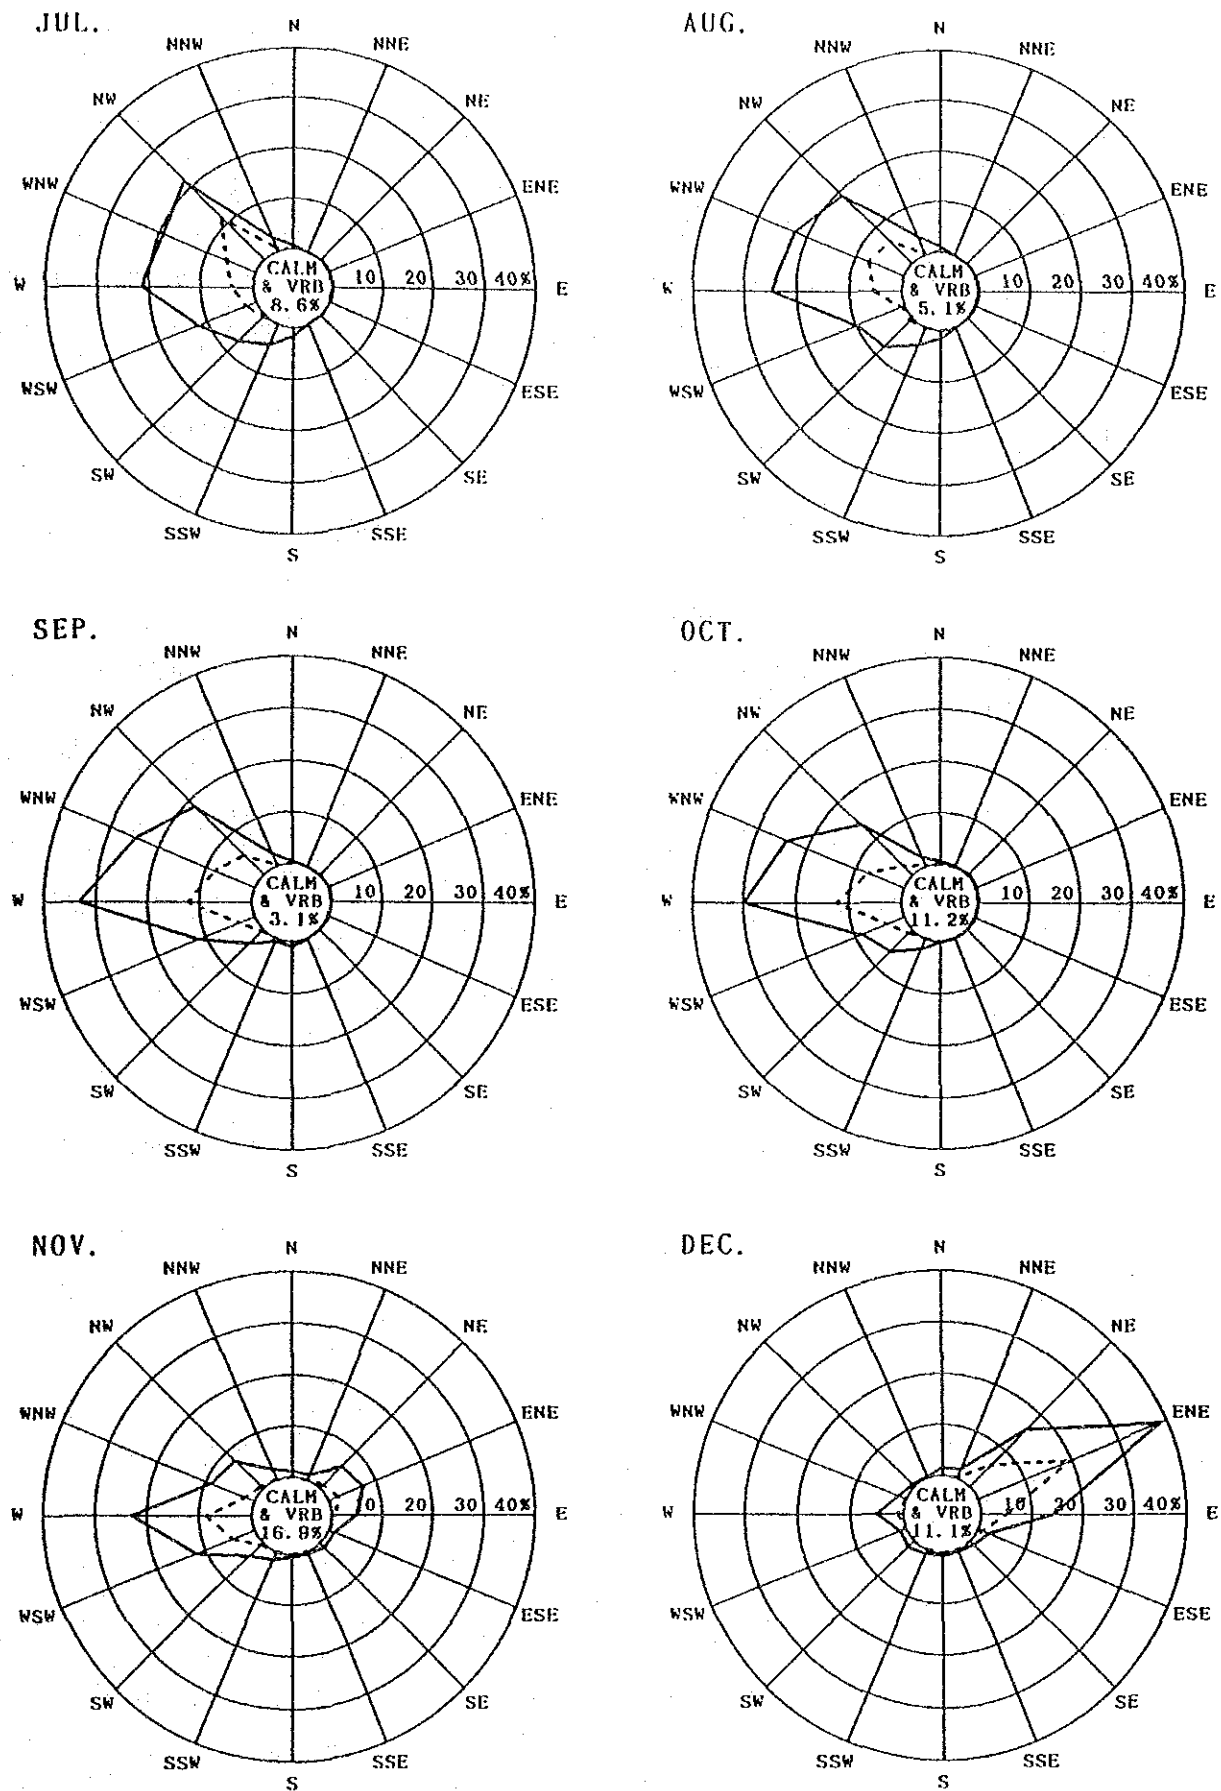 JUL.
N
NNW
NNE
NW
NE
WNW
ENE
CALM
W
& VRB
10 20 30 40%
E
8.6%
WSW
ESE
SW
SE
SSW
SSE
S
AUG.
N
NNW
NNE
NW
NE
WNW
ENE
CALM
W
& VRB
10 20 30 40%
E
5.1%
WSW
ESE
SW
SE
SSW
SSE
S
SEP.
N
NNW
NNE
NW
NE
WNW
ENE
CALM
W
& VRB
10 20 30 40%
E
3.1%
WSW
ESE
SW
SE
SSW
SSE
S
OCT.
N
NNW
NNE
NW
NE
WNW
ENE
CALM
W
& VRB
10 20 30 40%
E
11.2%
WSW
ESE
SW
SE
SSW
SSE
S
NOV.
N
NNW
NNE
NW
NE
WNW
ENE
CALM
W
& VRB
10 20 30 40%
E
16.9%
WSW
ESE
SW
SE
SSW
SSE
S
DEC.
N
NNW
NNE
NW
NE
WNW
ENE
CALM
W
& VRB
10 20 30 40%
E
11.1%
WSW
ESE
SW
SE
SSW
SSE
S